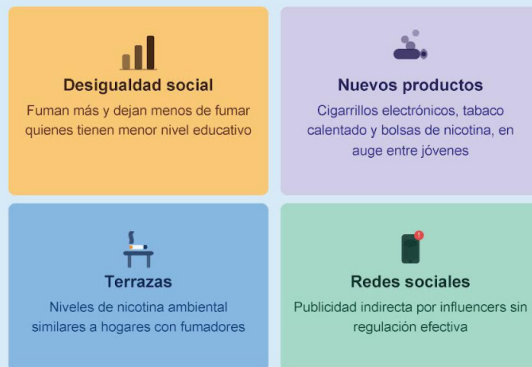 Desigualdad social
Fuman más y dejan menos de fumar
quienes tienen menor nivel educativo
Nuevos productos
Cigarrillos electrónicos, tabaco
calentado y bolsas de nicotina, en
auge entre jóvenes
Terrazas
Niveles de nicotina ambiental
similares a hogares con fumadores
Redes sociales
Publicidad indirecta por influencers sin
regulación efectiva